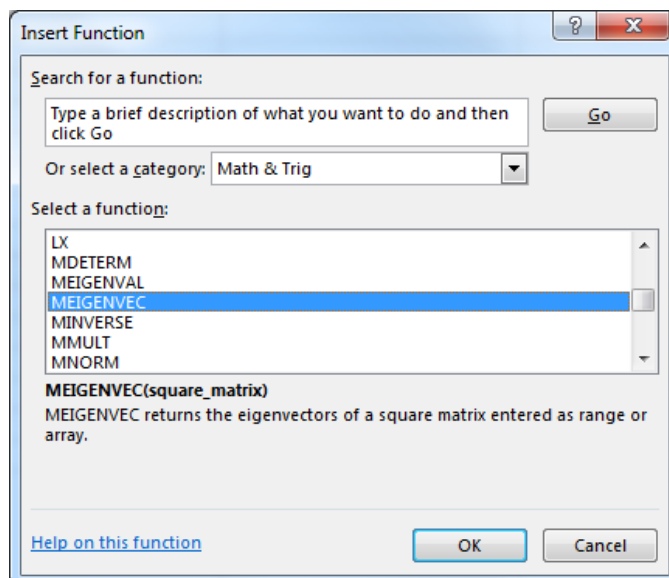 Insert Function
?
X
Search for a function:
Type a brief description of what you want to do and then
click Go
Go
Or select a category: Math & Trig
Select a function:
LX
MDETERM
MEIGENVAL
MEIGENVEC
MINVERSE
MMULT
MNORM
MEIGENVEC(square_matrix)
MEIGENVEC returns the eigenvectors of a square matrix entered as range or
array.
Help on this function
OK
Cancel